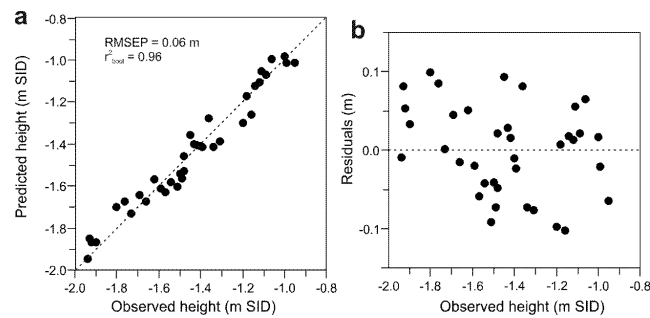 a
-0.8
-1.0
-1.2
-1.4
-1.6
-1.8
-2.0
Predicted height (m SID)
RMSEP = 0.06 m
r²boot = 0.96
-2.0 -1.8 -1.6 -1.4 -1.2 -1.0 -0.8
Observed height (m SID)
b
0.1
0.0
-0.1
Residuals (m)
-2.0 -1.8 -1.6 -1.4 -1.2 -1.0 -0.8
Observed height (m SID)